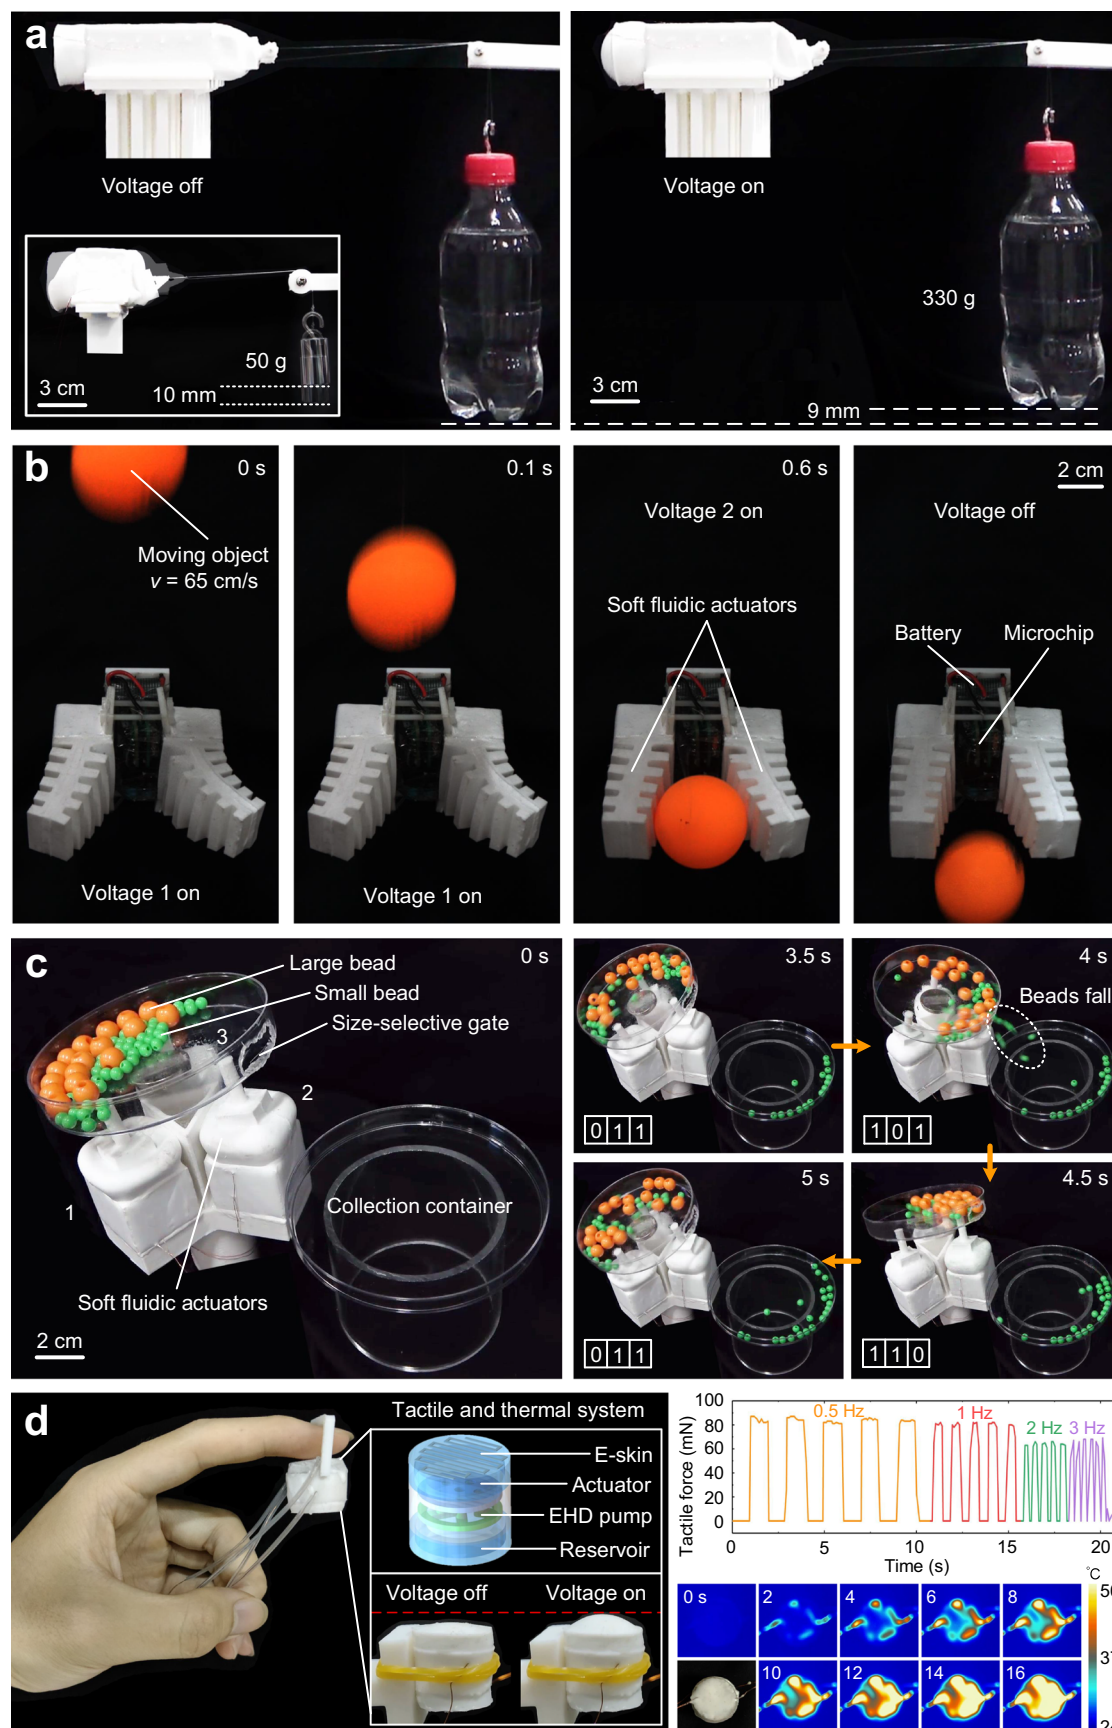 a
Voltage off
50 g
10 mm
3 cm
Voltage on
330 g
3 cm
9 mm
b
0 s
Moving object
v = 65 cm/s
Voltage 1 on
0.1 s
Voltage 1 on
0.6 s
Voltage 2 on
Soft fluidic actuators
2 cm
Voltage off
Battery
Microchip
c
0 s
Large bead
Small bead
Size-selective gate
3
2
1
Collection container
Soft fluidic actuators
2 cm
3.5 s
0 1 1
4 s
Beads fall
1 0 1
5 s
0 1 1
4.5 s
1 1 0
d
Tactile and thermal system
E-skin
Actuator
EHD pump
Reservoir
Voltage off
Voltage on
Tactile force (mN)
100
80
60
40
20
0
0.5 Hz
1 Hz
2 Hz
3 Hz
0
5
10
15
20
Time (s)
°C
0 s
2
4
6
8
10
12
14
16
37